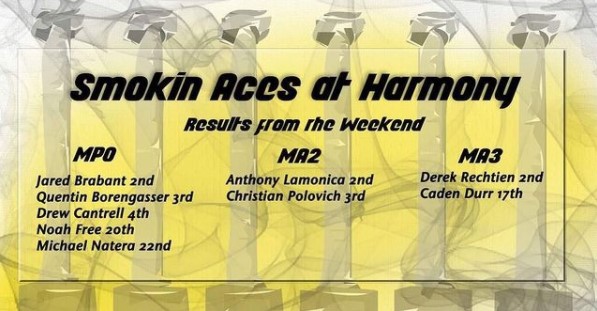 Smokin Aces at Harmony
Results from rhe Weekend
MPO
Jared Brabant 2nd
Quentin Borengasser 3rd
Drew Cantrell 4th
Noah Free 20th
Michael Natera 22nd
MA2
Anthony Lamonica 2nd
Christian Polovich 3rd
MA3
Derek Rechtien 2nd
Caden Durr 17th